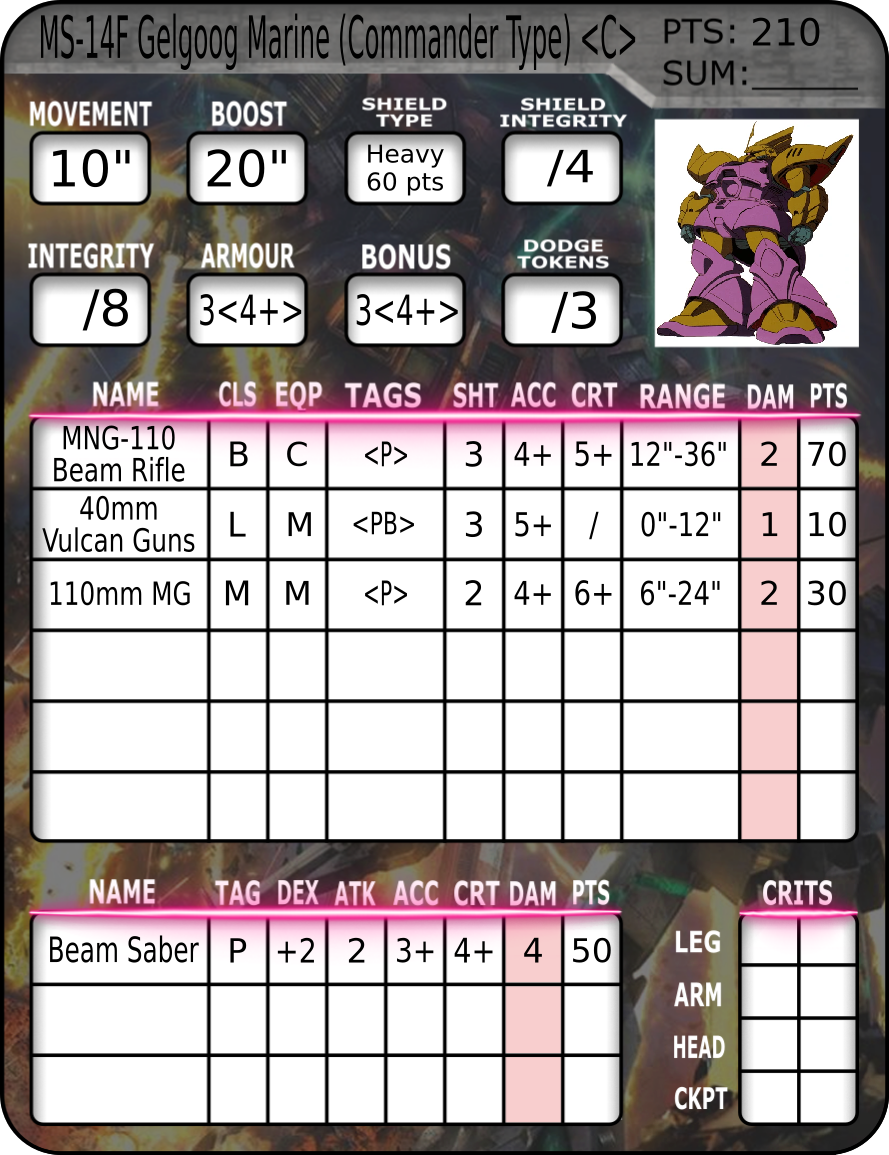 MS-14F Gelgoog Marine (Commander Type) <C> PTS: 210
SUM:______
MOVEMENT BOOST SHIELD TYPE SHIELD INTEGRITY
10" 20" Heavy 60 pts /4
INTEGRITY ARMOUR BONUS DODGE TOKENS
/8 3<4+> 3<4+> /3
NAME CLS EQP TAGS SHT ACC CRT RANGE DAM PTS
MNG-110 Beam Rifle B C <P> 3 4+ 5+ 12"-36" 2 70
40mm Vulcan Guns L M <PB> 3 5+ / 0"-12" 1 10
110mm MG M M <P> 2 4+ 6+ 6"-24" 2 30
NAME TAG DEX ATK ACC CRT DAM PTS CRITS
Beam Saber P +2 2 3+ 4+ 4 50
LEG
ARM
HEAD
CKPT